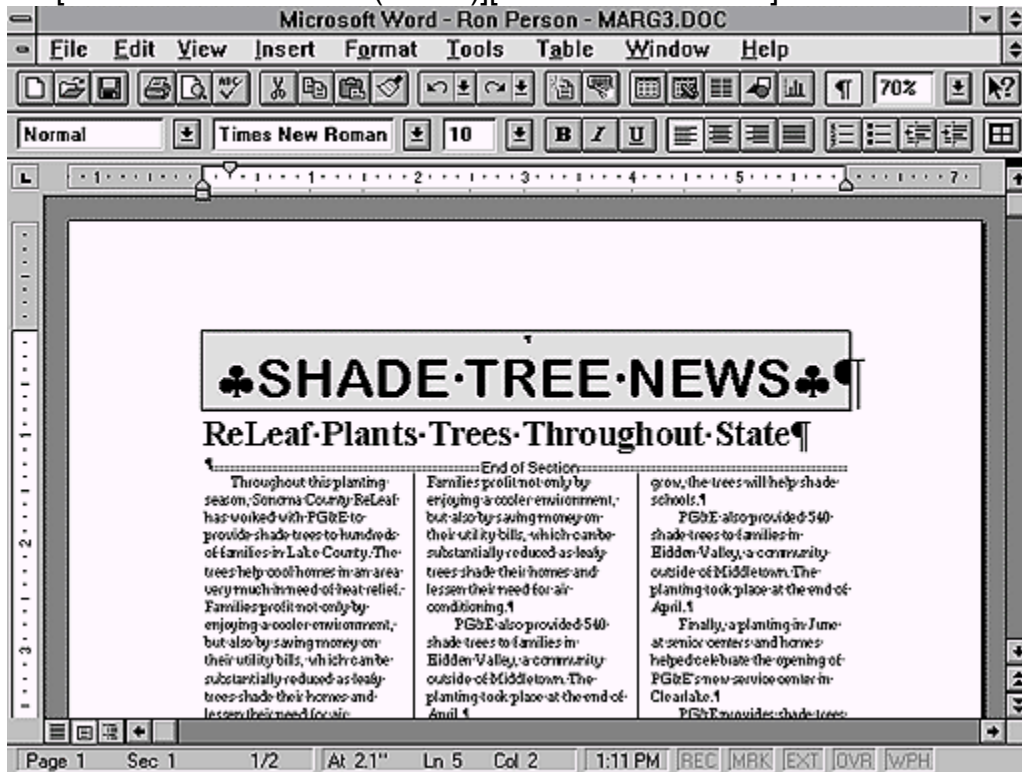 Microsoft Word - Ron Person - MARG3.DOC
File Edit View Insert Format Tools Table Window Help
ABC ¶ 70%
Normal Times New Roman 10 B I U
1 1 2 3 4 5 7
¶
♣SHADE·TREE·NEWS♣¶
ReLeaf·Plants·Trees·Throughout·State¶
¶ End of Section
Throughout·this·planting·
season,·Sonoma·County·ReLeaf·
has·worked·with·PG&E·to·
provide·shade·trees·to·hundreds·
of·families·in·Lake·County.·The·
trees·help·cool·homes·in·an·area·
very·much·in·need·of·heat·relief.·
Families·profit·not·only·by·
enjoying·a·cooler·environment,·
but·also·by·saving·money·on·
their·utility·bills,·which·can·be·
substantially·reduced·as·leafy·
trees·shade·their·homes·and·
lessen·their·need·for·air-
Families·profit·not·only·by·
enjoying·a·cooler·environment,·
but·also·by·saving·money·on·
their·utility·bills,·which·can·be·
substantially·reduced·as·leafy·
trees·shade·their·homes·and·
lessen·their·need·for·air-
conditioning.¶
PG&E·also·provided·540·
shade·trees·to·families·in·
Hidden·Valley,·a·community·
outside·of·Middletown.·The·
planting·took·place·at·the·end·of·
April.¶
grow,·the·trees·will·help·shade·
schools.¶
PG&E·also·provided·540·
shade·trees·to·families·in·
Hidden·Valley,·a·community·
outside·of·Middletown.·The·
planting·took·place·at·the·end·of·
April.¶
Finally,·a·planting·in·June·
at·senior·centers·and·homes·
helped·celebrate·the·opening·of·
PG&E's·new·service·center·in·
Clearlake.¶
PG&E·provides·shade·trees·
Page 1 Sec 1 1/2 At 2.1" Ln 5 Col 2 1:11 PM REC MRK EXT OVR WPH